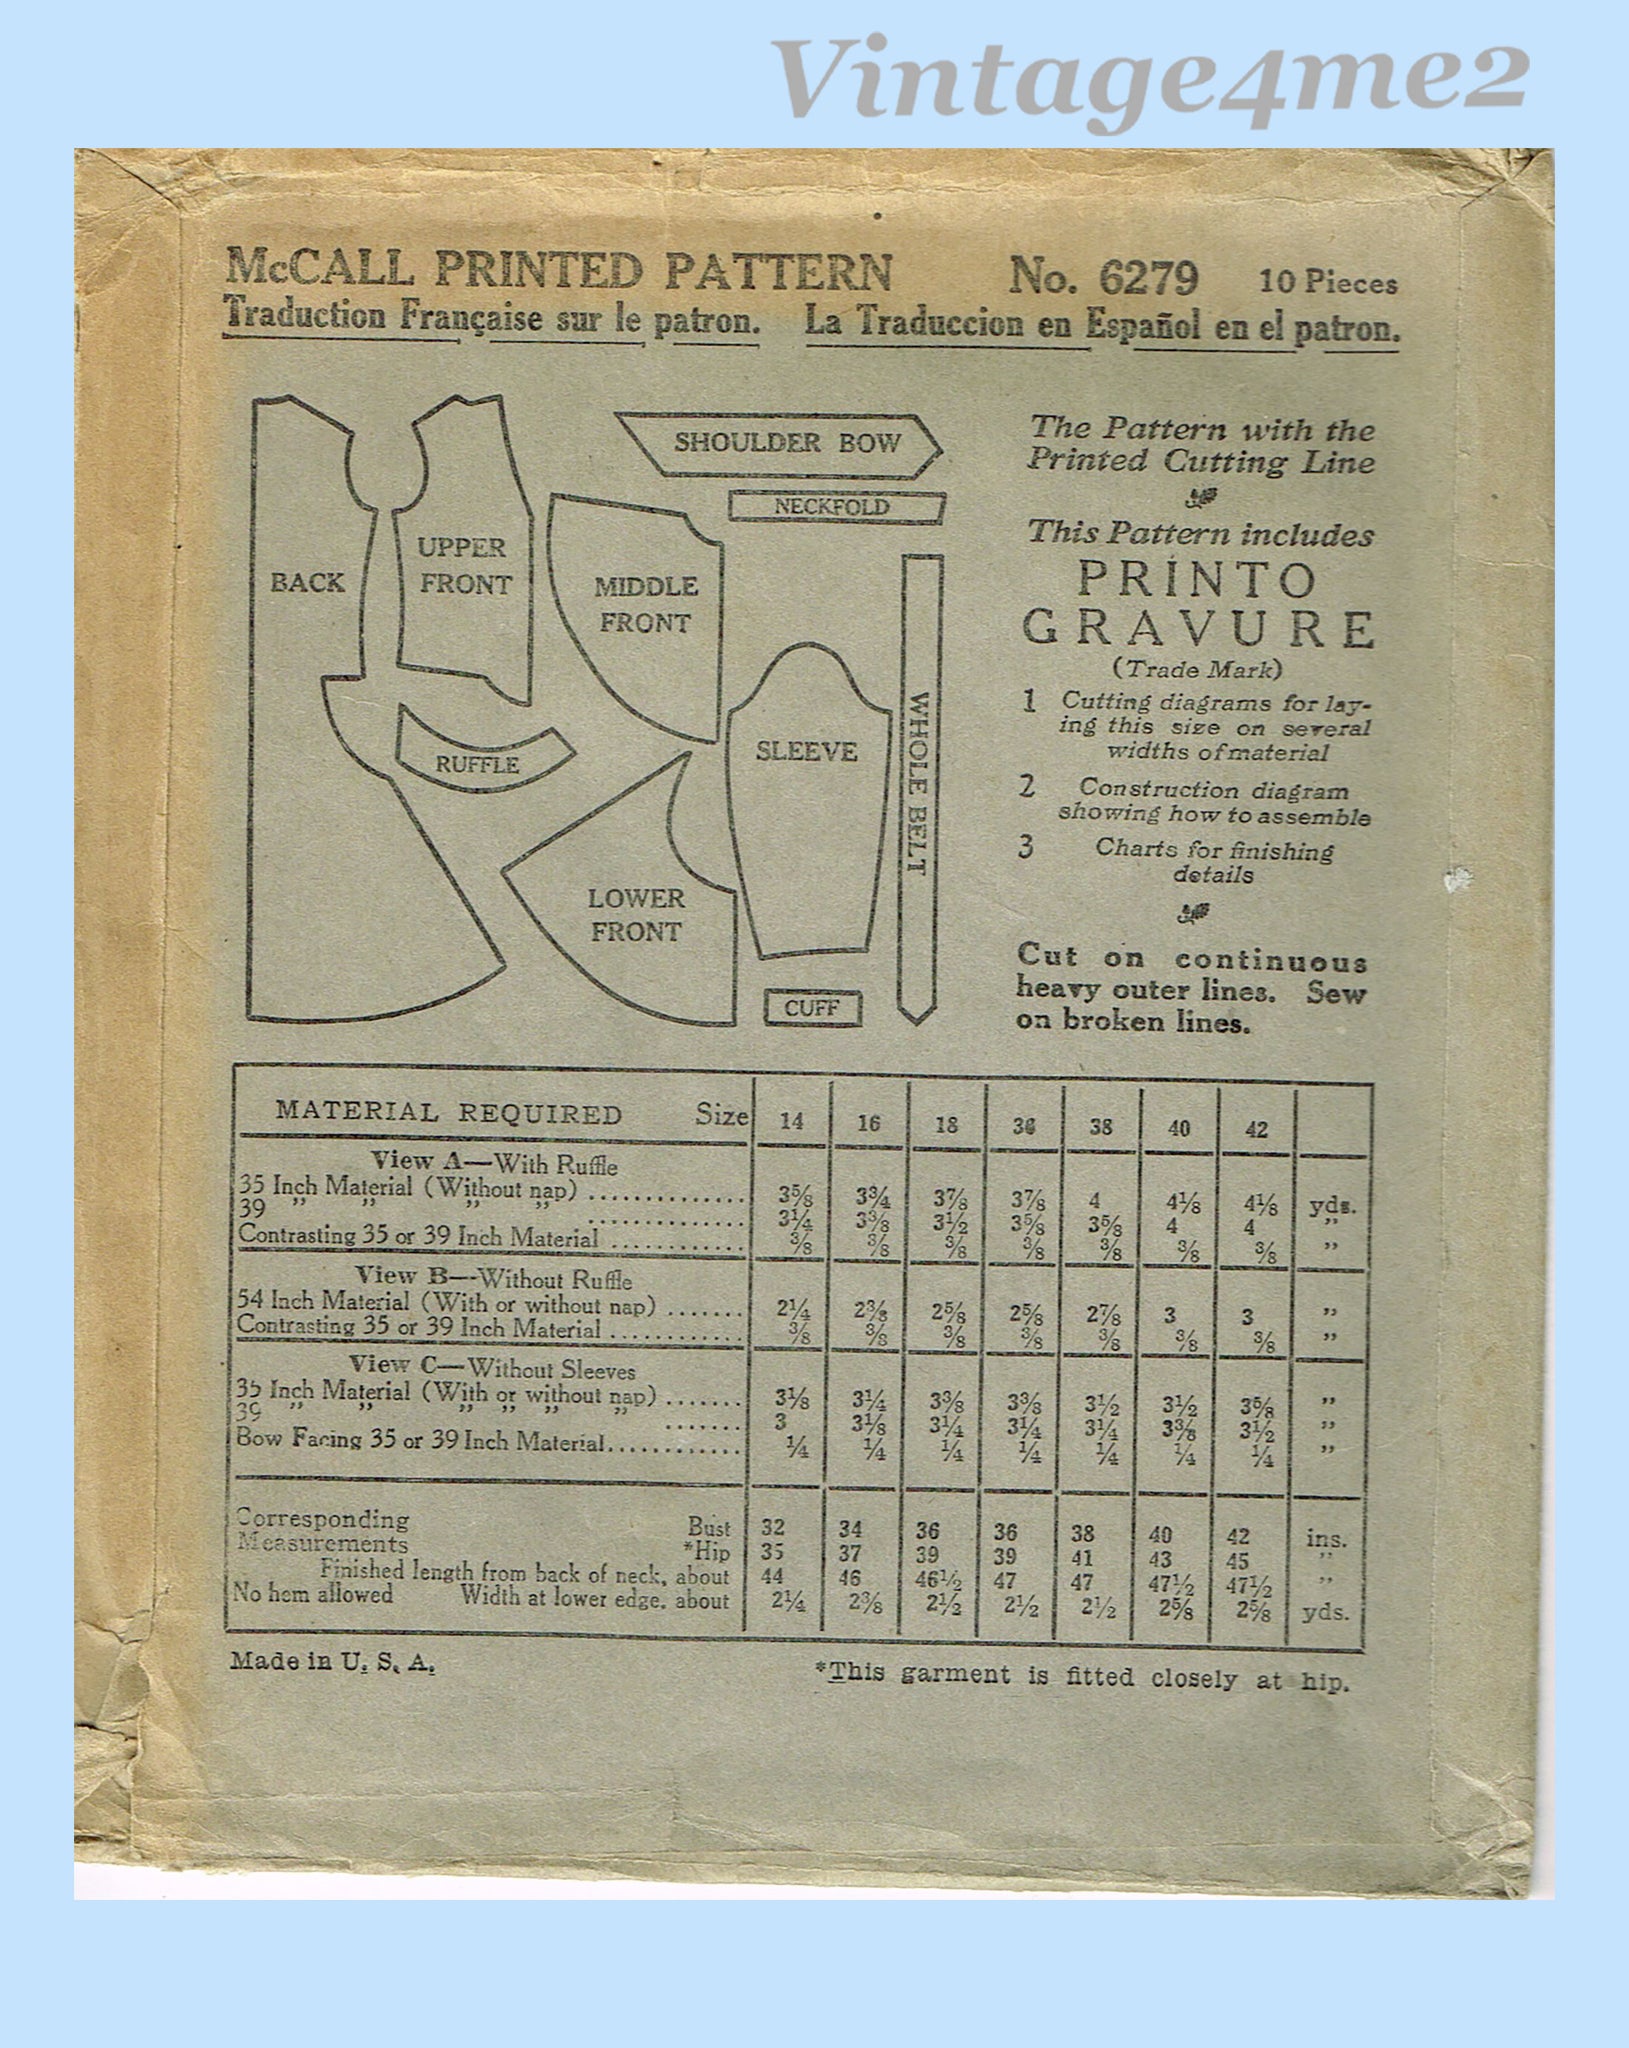 Vintage4me2
McCALL PRINTED PATTERN No. 6279 10 Pieces
Traduction Française sur le patron. La Traduccion en Español en el patron.
SHOULDER BOW
NECKFOLD
BACK
UPPER
FRONT
MIDDLE
FRONT
WHOLE BELT
SLEEVE
RUFFLE
LOWER
FRONT
CUFF
The Pattern with the
Printed Cutting Line
This Pattern includes
PRINTO
GRAVURE
(Trade Mark)
1 Cutting diagrams for lay-
ing this size on several
widths of material
2 Construction diagram
showing how to assemble
3 Charts for finishing
details
Cut on continuous
heavy outer lines. Sew
on broken lines.
MATERIAL REQUIRED Size 14 16 18 36 38 40 42
View A—With Ruffle
35 Inch Material (Without nap) .............. 3⅝ 3¾ 3⅞ 3⅞ 4 4⅛ 4⅛ yds.
39 " " " " .............. 3¼ 3⅜ 3½ 3⅝ 3⅝ 4 4 "
Contrasting 35 or 39 Inch Material ............ ⅜ ⅜ ⅜ ⅜ ⅜ ⅜ ⅜ "
View B—Without Ruffle
54 Inch Material (With or without nap) ....... 2¼ 2⅜ 2⅝ 2⅝ 2⅞ 3 3 "
Contrasting 35 or 39 Inch Material ............ ⅜ ⅜ ⅜ ⅜ ⅜ ⅜ ⅜ "
View C—Without Sleeves
35 Inch Material (With or without nap) ....... 3⅛ 3¼ 3⅜ 3⅜ 3½ 3½ 3⅝ "
39 " " " " " " ....... 3 3⅛ 3¼ 3¼ 3¼ 3⅜ 3½ "
Bow Facing 35 or 39 Inch Material............ ¼ ¼ ¼ ¼ ¼ ¼ ¼ "
Corresponding Bust 32 34 36 36 38 40 42 ins.
Measurements *Hip 35 37 39 39 41 43 45 "
Finished length from back of neck, about 44 46 46½ 47 47 47½ 47½ "
No hem allowed Width at lower edge, about 2¼ 2⅜ 2½ 2½ 2½ 2⅝ 2⅝ yds.
Made in U. S. A.
*This garment is fitted closely at hip.